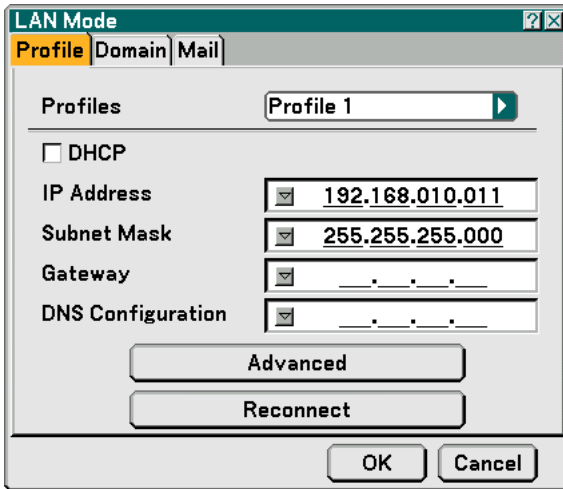 LAN Mode
Profile Domain Mail
Profiles Profile 1
DHCP
IP Address 192.168.010.011
Subnet Mask 255.255.255.000
Gateway ___.___.___.___
DNS Configuration ___.___.___.___
Advanced
Reconnect
OK Cancel